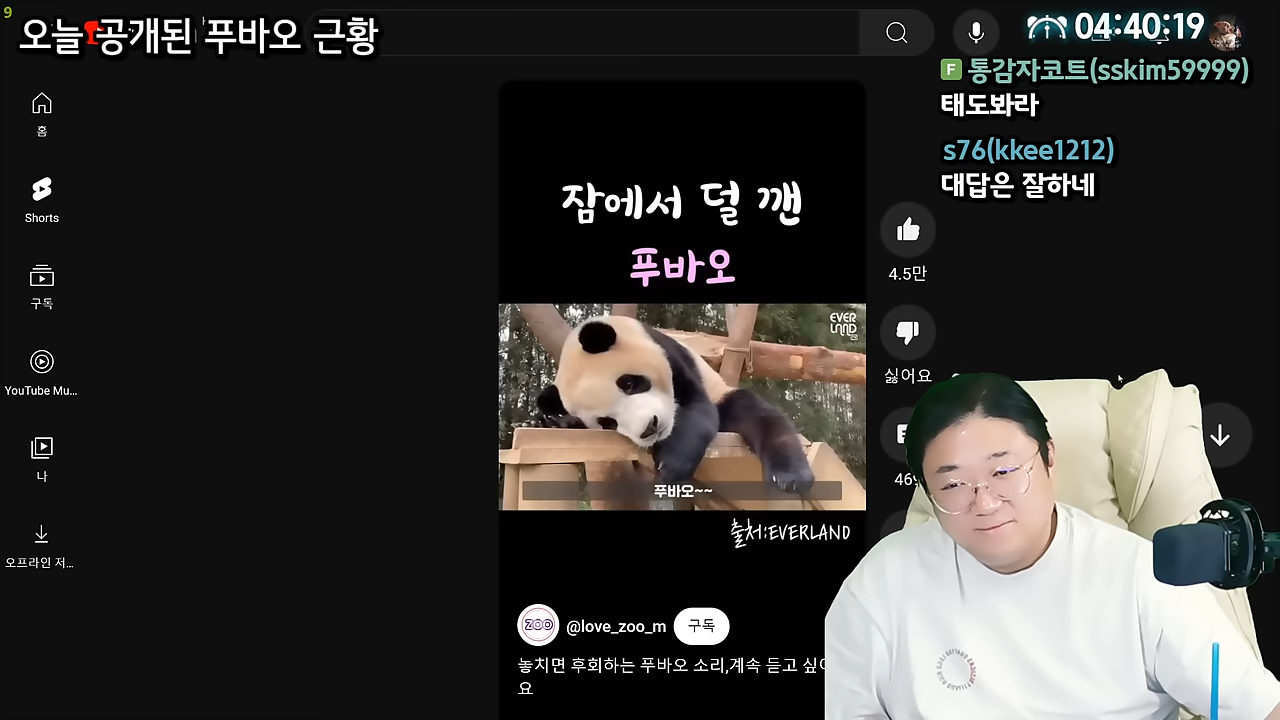 9
오늘 공개된 푸바오 근황
04:40:19
F 통감자코트(sskim59999)
태도봐라
s76(kkee1212)
대답은 잘하네
홈
Shorts
구독
YouTube Mu...
나
오프라인 저...
잠에서 덜 깬
푸바오
EVER
LAND
푸바오~~
출처:EVERLAND
4.5만
싫어요
ZOO
@love_zoo_m
구독
놓치면 후회하는 푸바오 소리,계속 듣고 싶
요